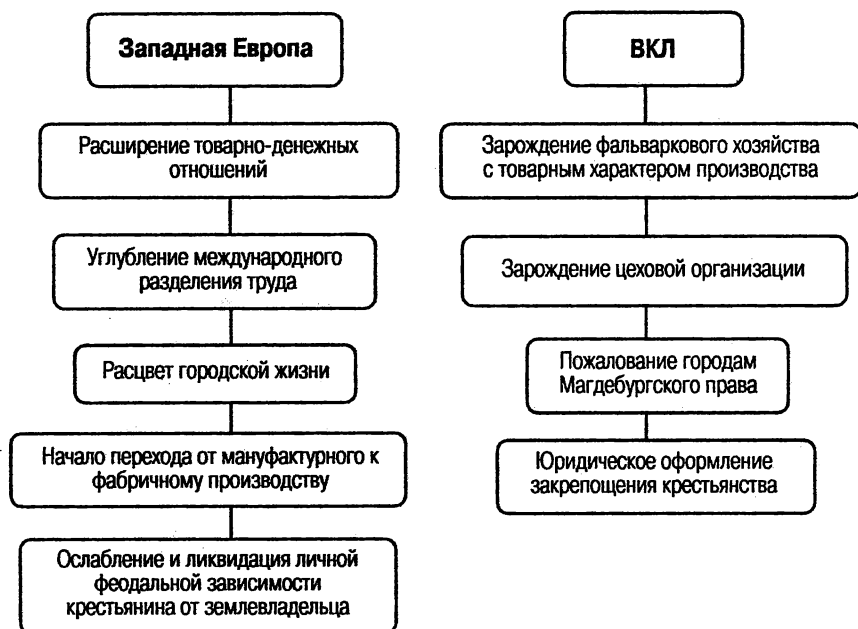 Западная Европа
Расширение товарно-денежных
отношений
Углубление международного
разделения труда
Расцвет городской жизни
Начало перехода от мануфактурного к
фабричному производству
Ослабление и ликвидация личной
феодальной зависимости
крестьянина от землевладельца
ВКЛ
Зарождение фальваркового хозяйства
с товарным характером производства
Зарождение цеховой организации
Пожалование городам
Магдебургского права
Юридическое оформление
закрепощения крестьянства